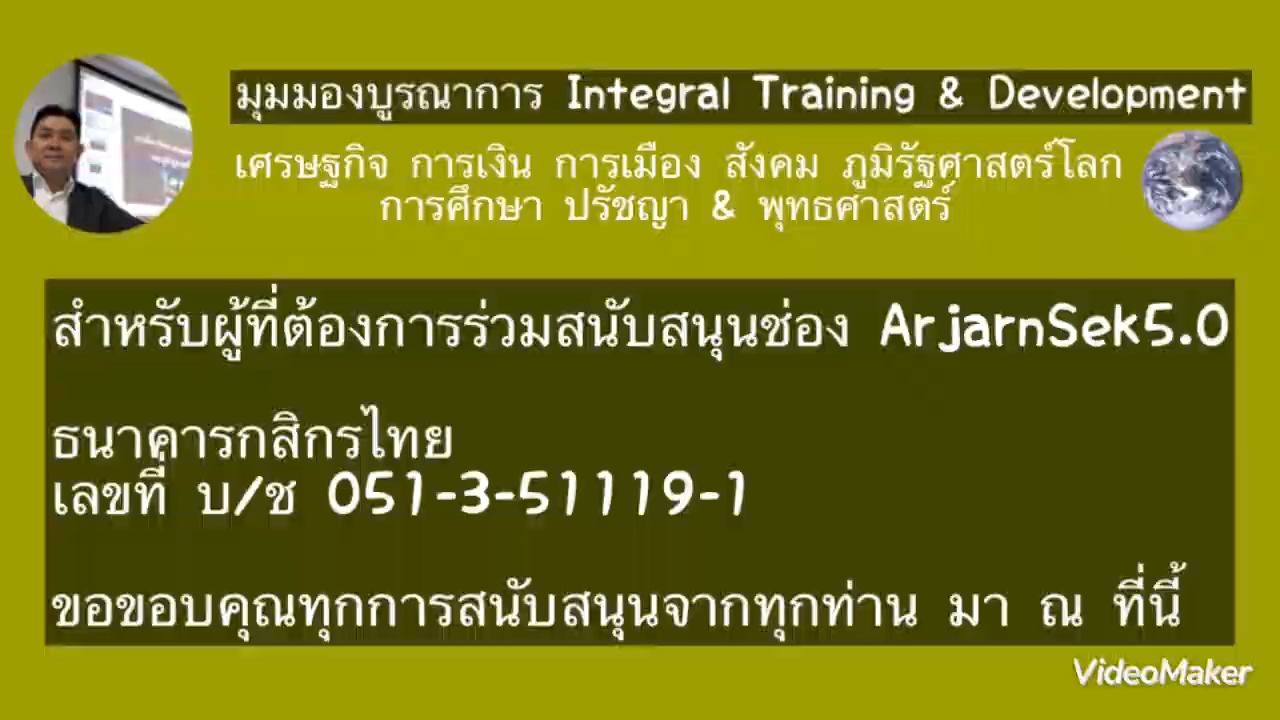 มุมมองบูรณาการ Integral Training & Development
เศรษฐกิจ การเงิน การเมือง สังคม ภูมิรัฐศาสตร์โลก
การศึกษา ปรัชญา & พุทธศาสตร์
สำหรับผู้ที่ต้องการร่วมสนับสนุนช่อง ArjarnSek5.0
ธนาคารกสิกรไทย
เลขที่ บ/ช 051-3-51119-1
ขอขอบคุณทุกการสนับสนุนจากทุกท่าน มา ณ ที่นี้
VideoMaker